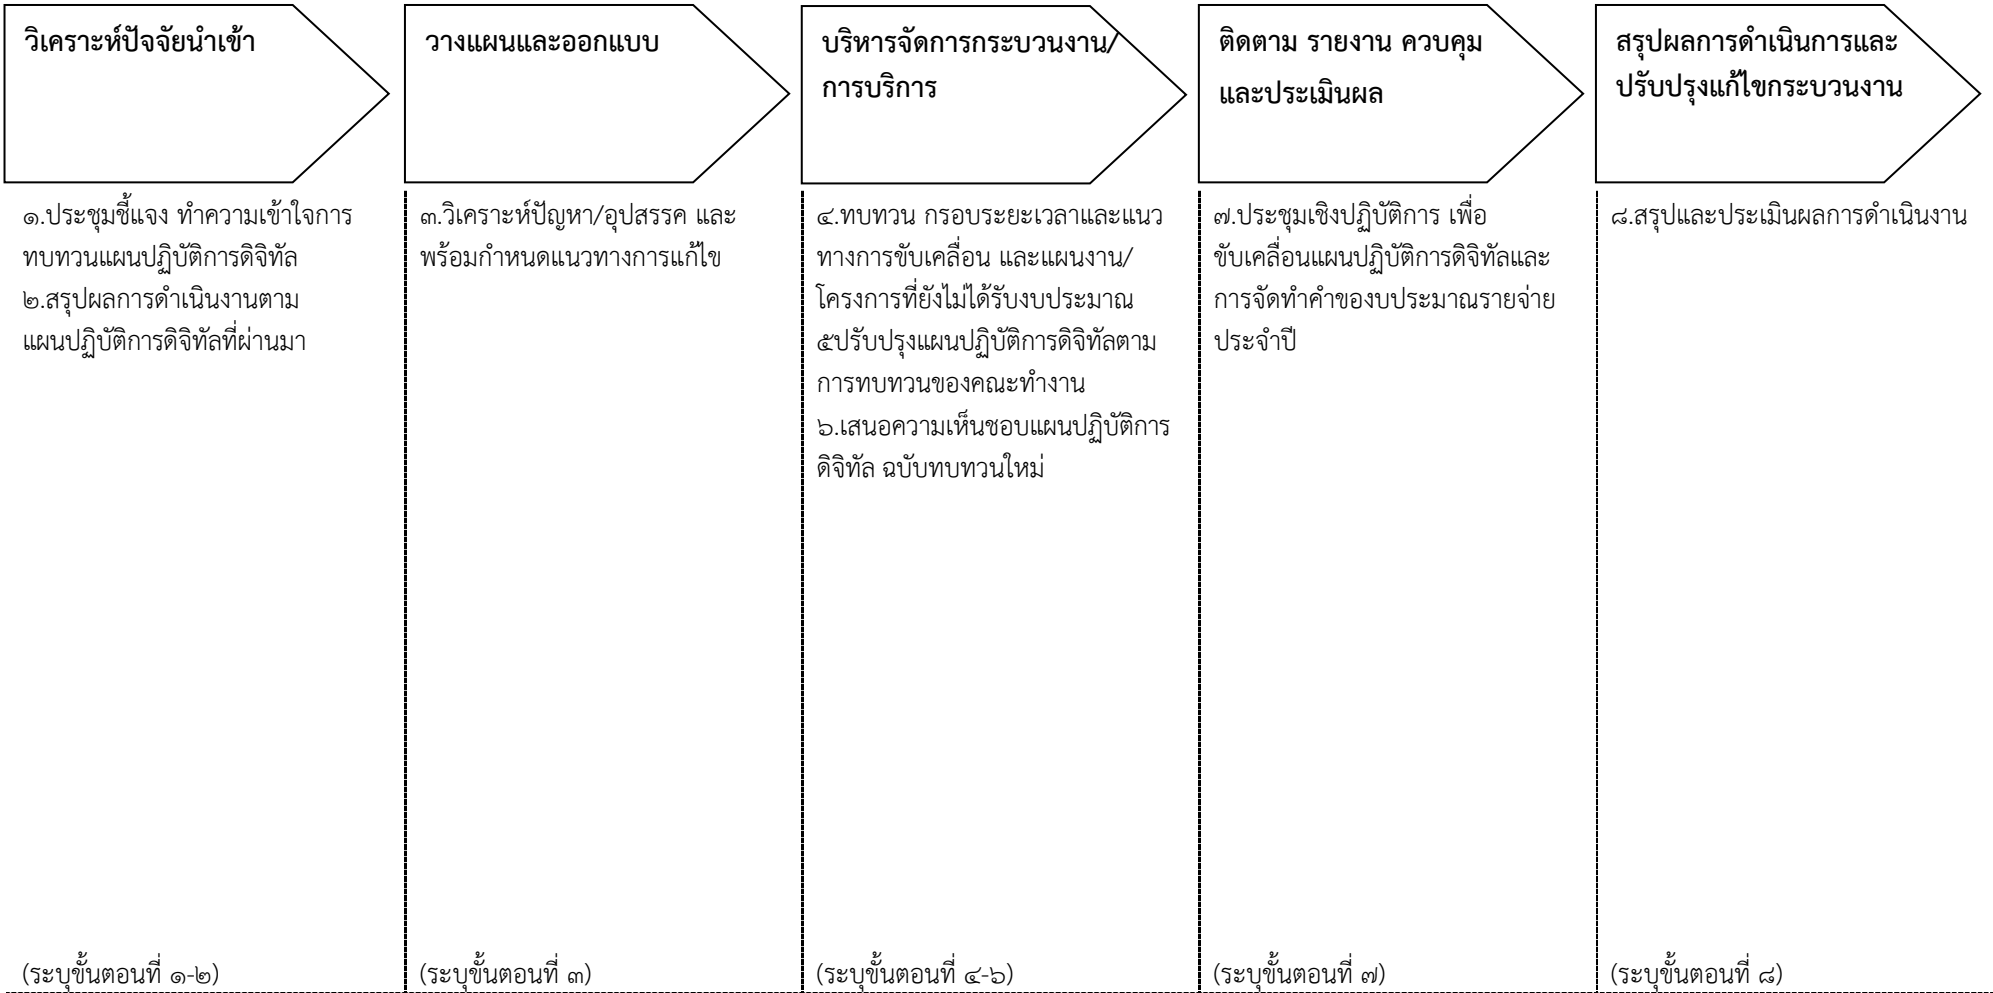 วิเคราะห์ปัจจัยนำเข้า
วางแผนและออกแบบ
บริหารจัดการกระบวนงาน/
การบริการ
ติดตาม รายงาน ควบคุม
และประเมินผล
สรุปผลการดำเนินการและ
ปรับปรุงแก้ไขกระบวนงาน
๑.ประชุมชี้แจง ทำความเข้าใจการ
ทบทวนแผนปฏิบัติการดิจิทัล
๒.สรุปผลการดำเนินงานตาม
แผนปฏิบัติการดิจิทัลที่ผ่านมา
(ระบุขั้นตอนที่ ๑-๒)
๓.วิเคราะห์ปัญหา/อุปสรรค และ
พร้อมกำหนดแนวทางการแก้ไข
(ระบุขั้นตอนที่ ๓)
๔.ทบทวน กรอบระยะเวลาและแนว
ทางการขับเคลื่อน และแผนงาน/
โครงการที่ยังไม่ได้รับงบประมาณ
๕ปรับปรุงแผนปฏิบัติการดิจิทัลตาม
การทบทวนของคณะทำงาน
๖.เสนอความเห็นชอบแผนปฏิบัติการ
ดิจิทัล ฉบับทบทวนใหม่
(ระบุขั้นตอนที่ ๔-๖)
๗.ประชุมเชิงปฏิบัติการ เพื่อ
ขับเคลื่อนแผนปฏิบัติการดิจิทัลและ
การจัดทำคำของบประมาณรายจ่าย
ประจำปี
(ระบุขั้นตอนที่ ๗)
๘.สรุปและประเมินผลการดำเนินงาน
(ระบุขั้นตอนที่ ๘)